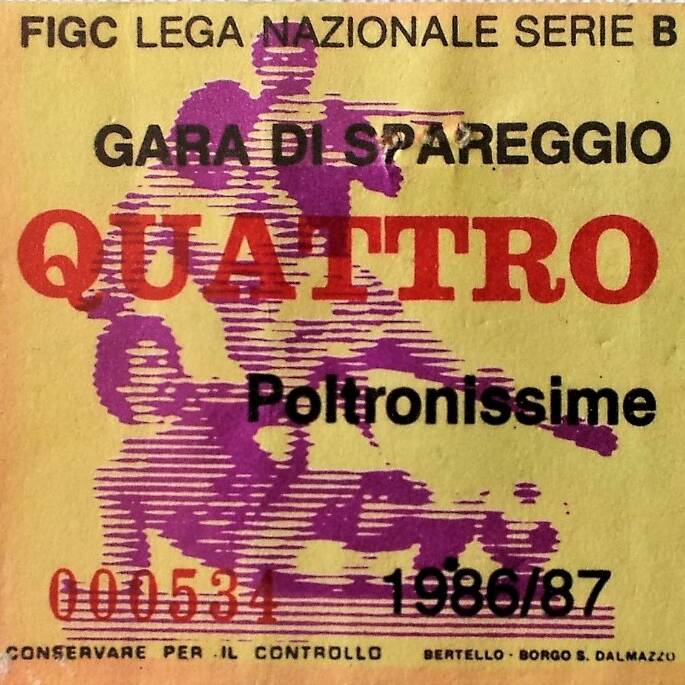 FIGC LEGA NAZIONALE SERIE B
GARA DI SPAREGGIO
QUATTRO
Poltronissime
000534 1986/87
CONSERVARE PER IL CONTROLLO BERTELLO - BORGO S. DALMAZZO